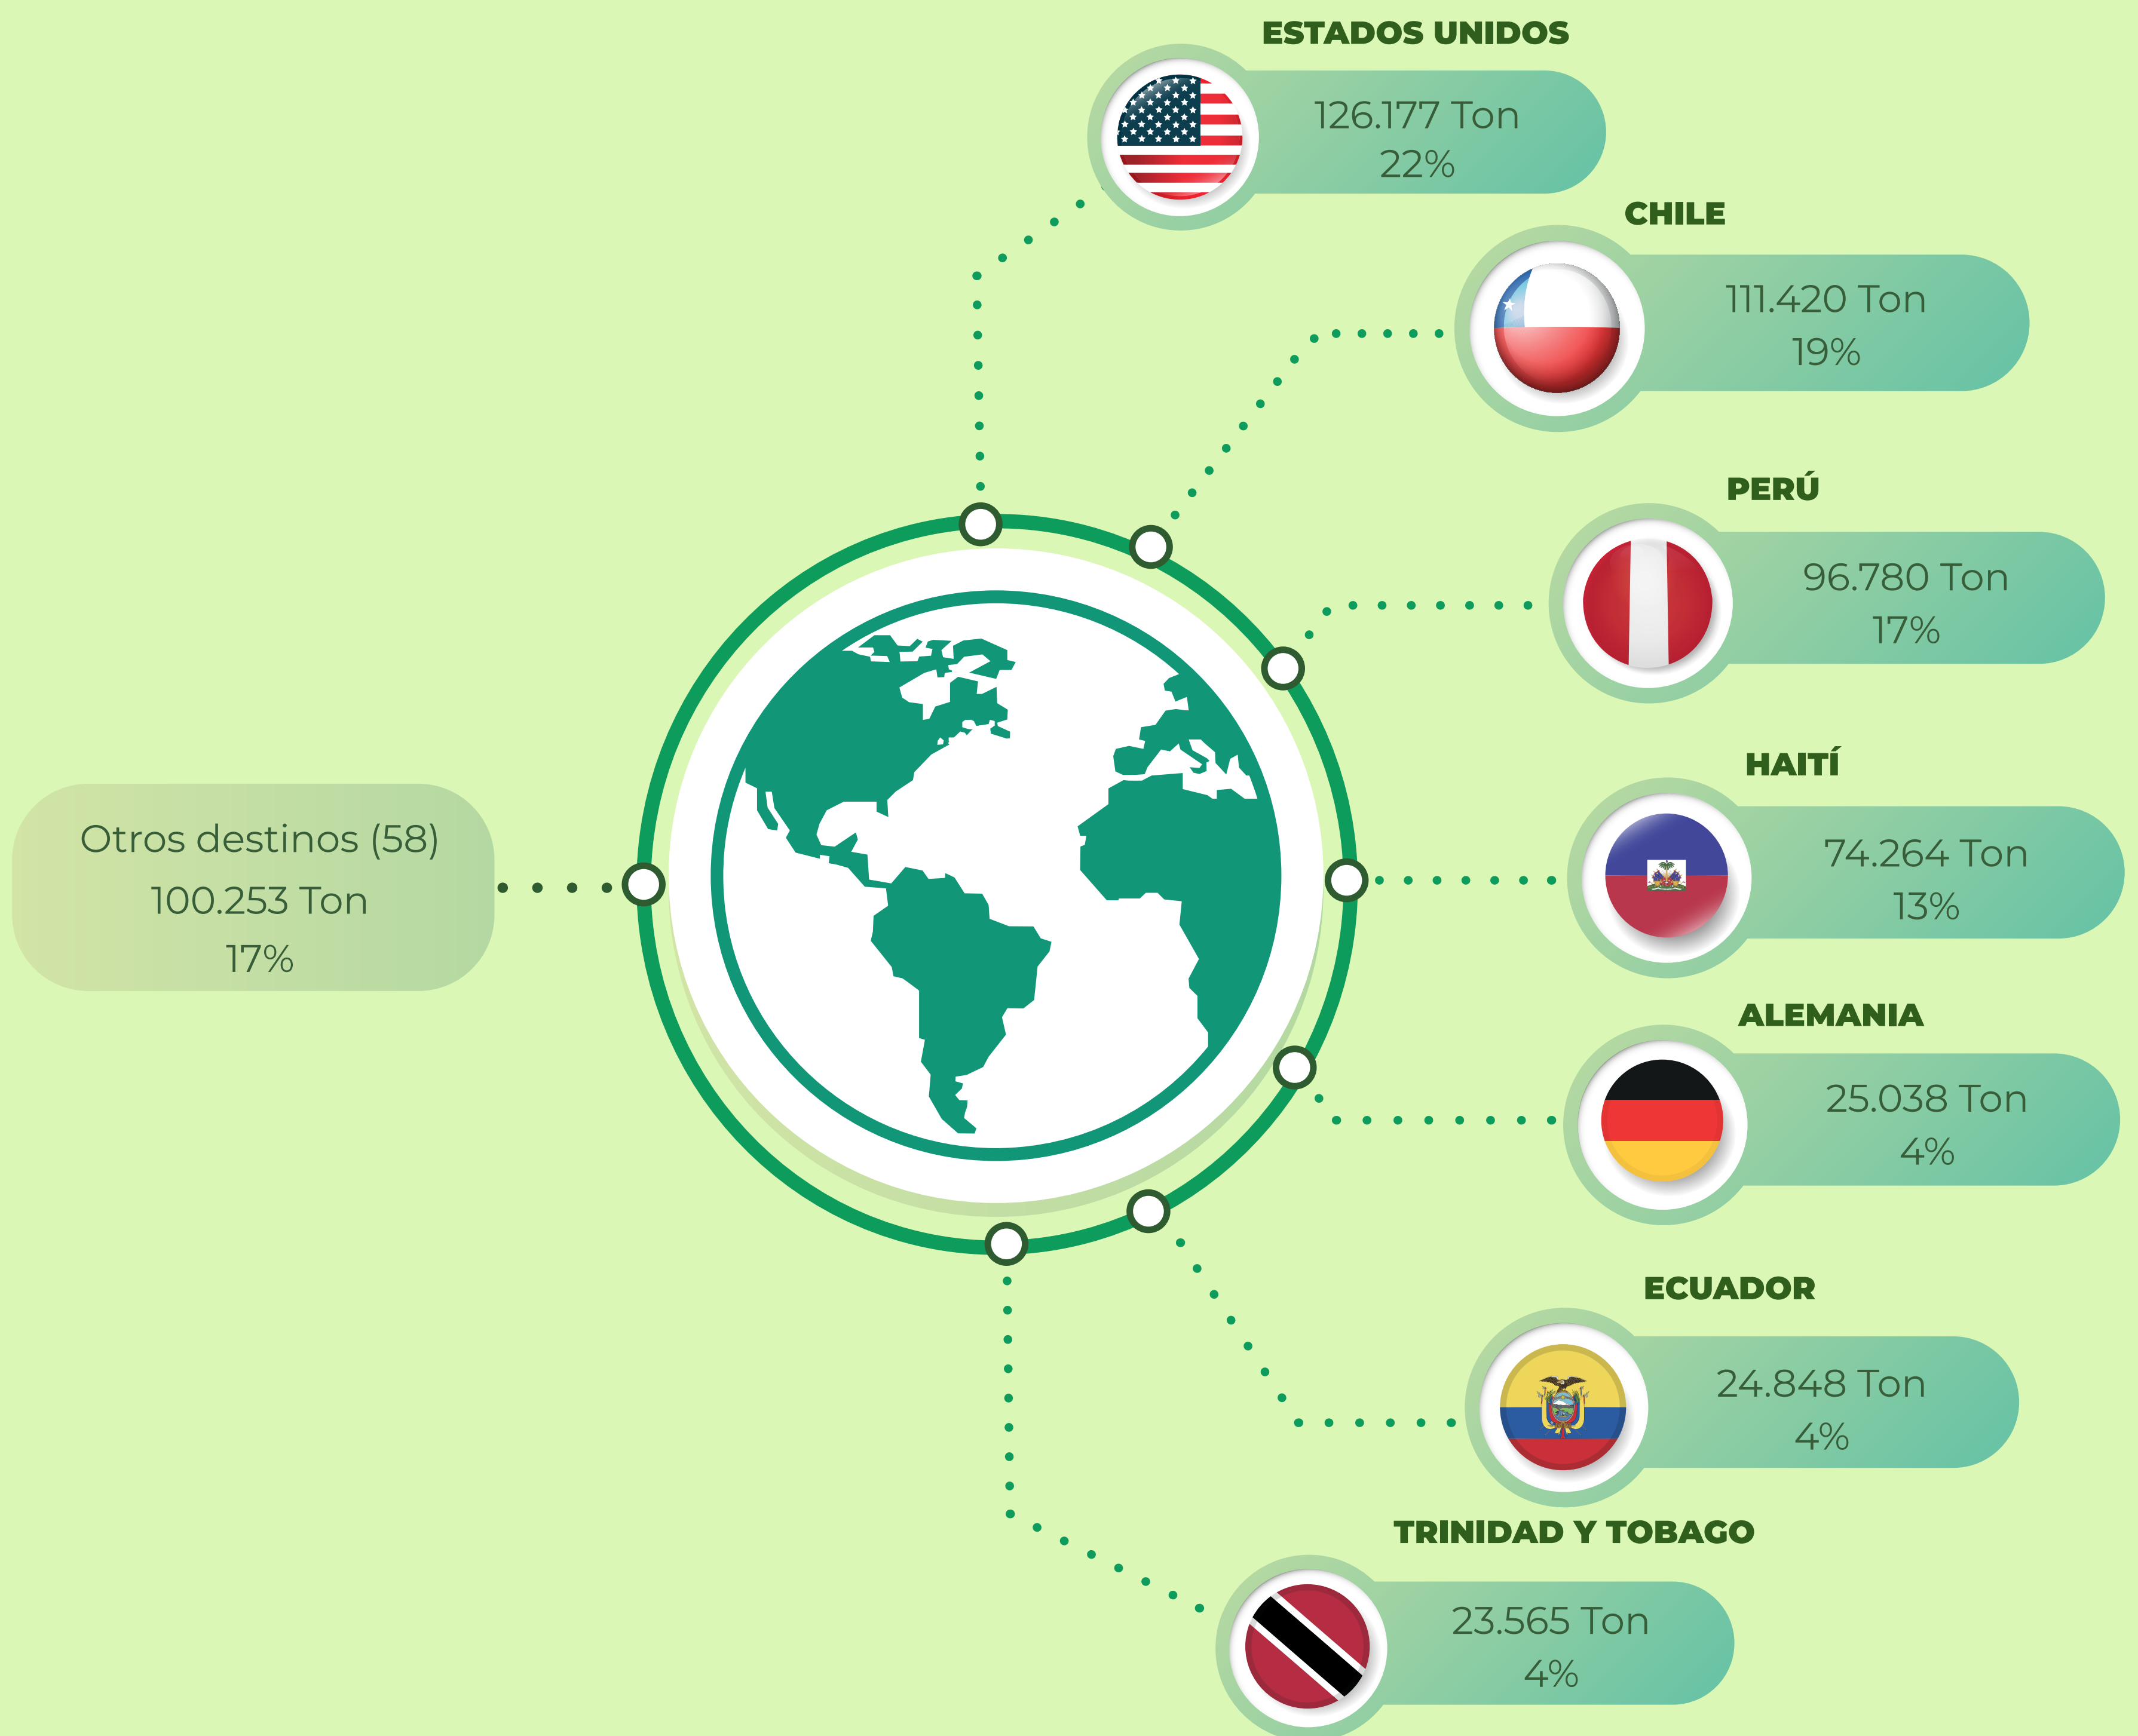 ESTADOS UNIDOS
126.177 Ton
22%
CHILE
111.420 Ton
19%
PERÚ
96.780 Ton
17%
HAITÍ
74.264 Ton
13%
Otros destinos (58)
100.253 Ton
17%
ALEMANIA
25.038 Ton
4%
ECUADOR
24.848 Ton
4%
TRINIDAD Y TOBAGO
23.565 Ton
4%